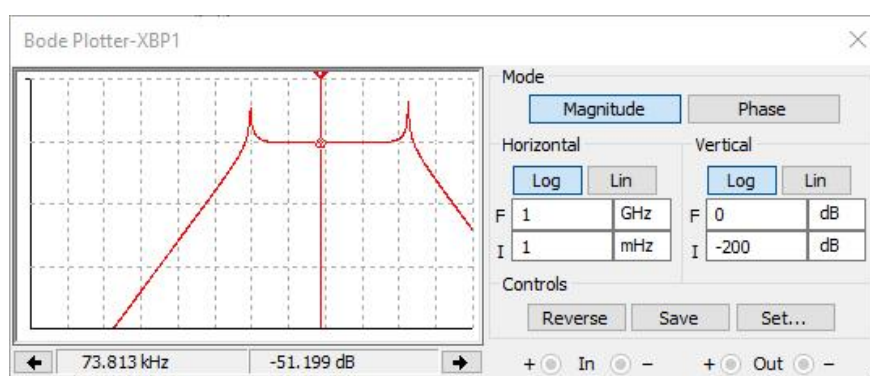 Bode Plotter-XBP1
Mode
Magnitude Phase
Horizontal Vertical
Log Lin Log Lin
F 1 GHz F 0 dB
I 1 mHz I -200 dB
Controls
Reverse Save Set...
73.813 kHz -51.199 dB + In - + Out -